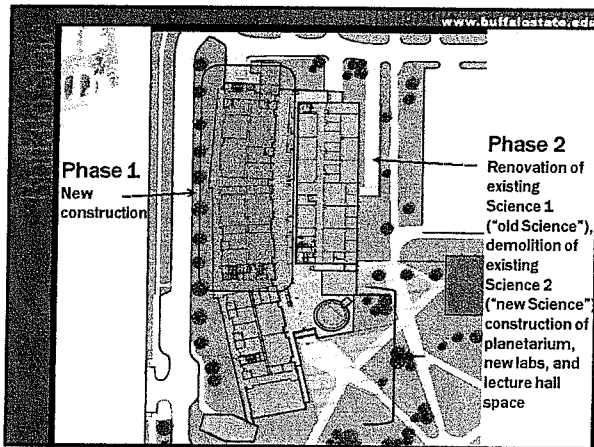 www.buffalostate.edu
Phase 1
New
construction
Phase 2
Renovation of
existing
Science 1
("old Science"),
demolition of
existing
Science 2
("new Science")
construction of
planetarium,
new labs, and
lecture hall
space